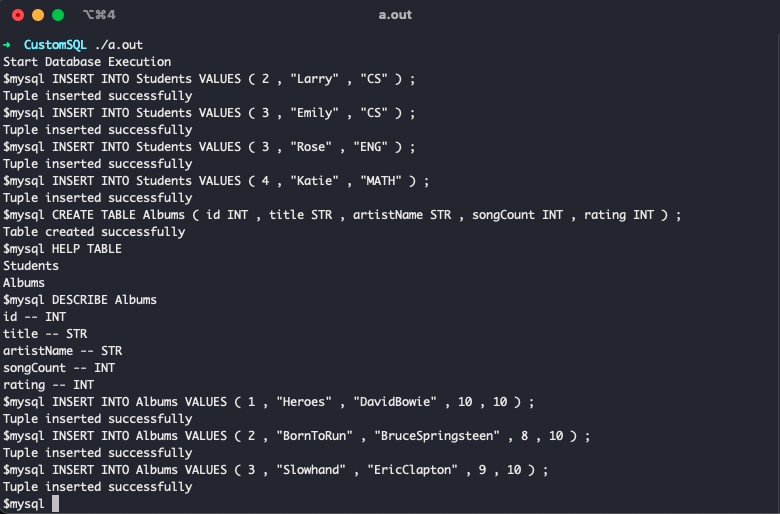 ⌥⌘4
a.out
➜ CustomSQL ./a.out
Start Database Execution
$mysql INSERT INTO Students VALUES ( 2 , "Larry" , "CS" ) ;
Tuple inserted successfully
$mysql INSERT INTO Students VALUES ( 3 , "Emily" , "CS" ) ;
Tuple inserted successfully
$mysql INSERT INTO Students VALUES ( 3 , "Rose" , "ENG" ) ;
Tuple inserted successfully
$mysql INSERT INTO Students VALUES ( 4 , "Katie" , "MATH" ) ;
Tuple inserted successfully
$mysql CREATE TABLE Albums ( id INT , title STR , artistName STR , songCount INT , rating INT ) ;
Table created successfully
$mysql HELP TABLE
Students
Albums
$mysql DESCRIBE Albums
id -- INT
title -- STR
artistName -- STR
songCount -- INT
rating -- INT
$mysql INSERT INTO Albums VALUES ( 1 , "Heroes" , "DavidBowie" , 10 , 10 ) ;
Tuple inserted successfully
$mysql INSERT INTO Albums VALUES ( 2 , "BornToRun" , "BruceSpringsteen" , 8 , 10 ) ;
Tuple inserted successfully
$mysql INSERT INTO Albums VALUES ( 3 , "Slowhand" , "EricClapton" , 9 , 10 ) ;
Tuple inserted successfully
$mysql